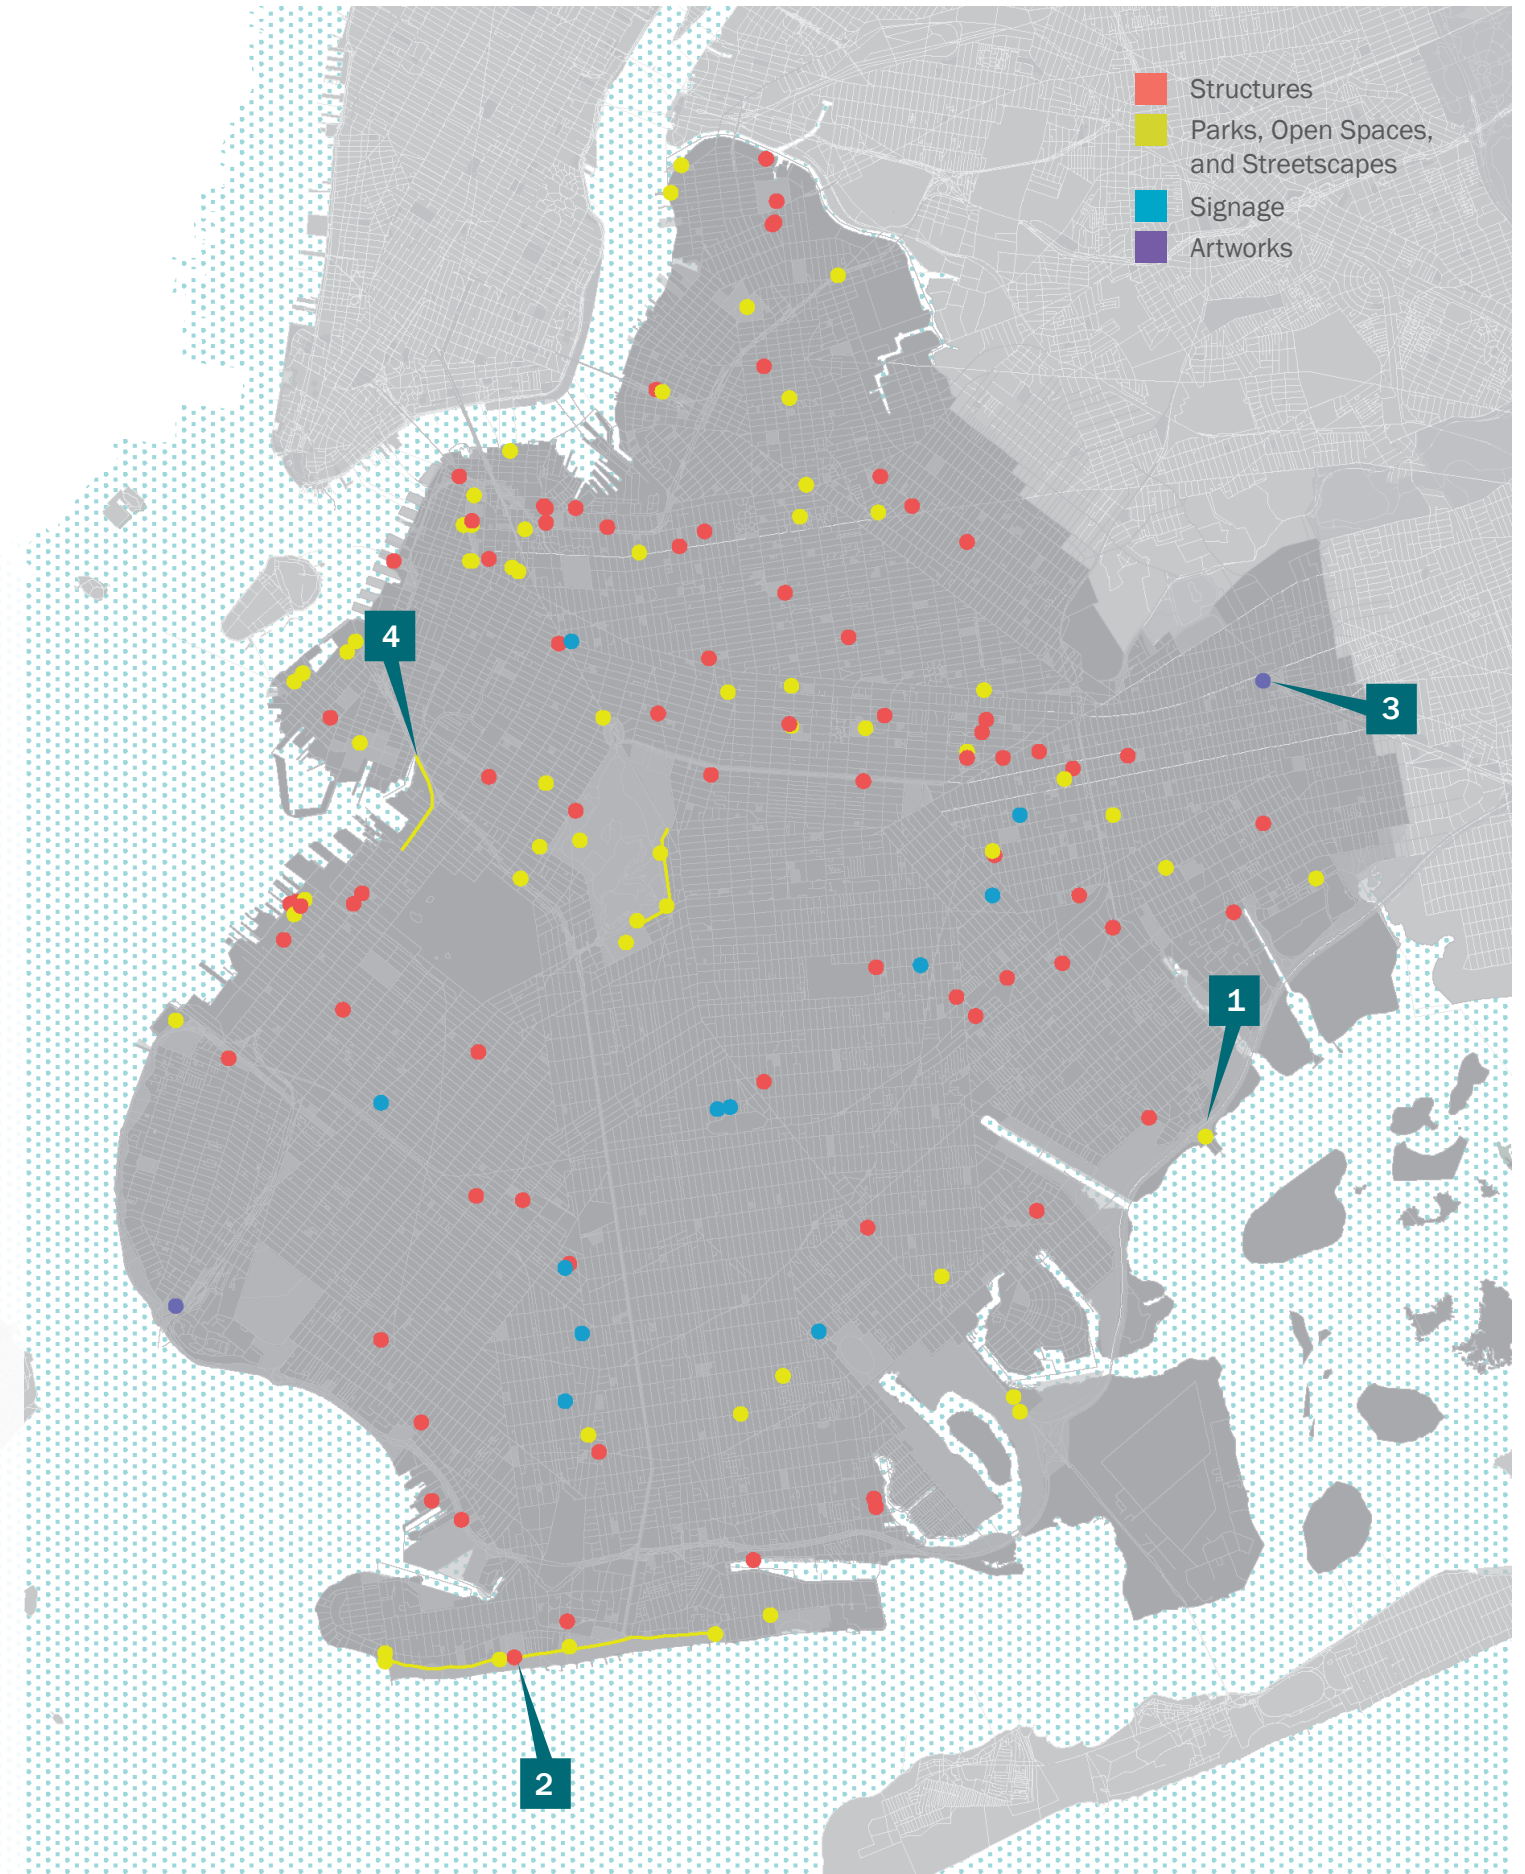 Structures
Parks, Open Spaces,
and Streetscapes
Signage
Artworks
4
3
1
2